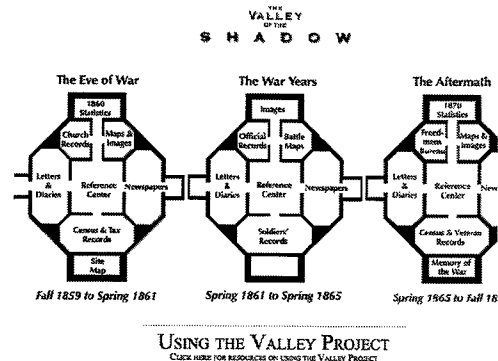 THE
VALLEY
OF THE
SHADOW
The Eve of War
The War Years
The Aftermath
1860
Statistics
Church
Records
Maps &
Images
Letters
&
Diaries
Reference
Center
Newspapers
Census & Tax
Records
Site
Map
Images
Official
Records
Battle
Maps
Letters
&
Diaries
Reference
Center
Newspapers
Soldiers'
Records
1870
Statistics
Freed-
men
Bureau
Maps &
Images
Letters
&
Diaries
Reference
Center
New
Census & Veteran
Records
Memory of
the War
Fall 1859 to Spring 1861
Spring 1861 to Spring 1865
Spring 1865 to Fall 18
USING THE VALLEY PROJECT
CLICK HERE FOR RESOURCES ON USING THE VALLEY PROJECT